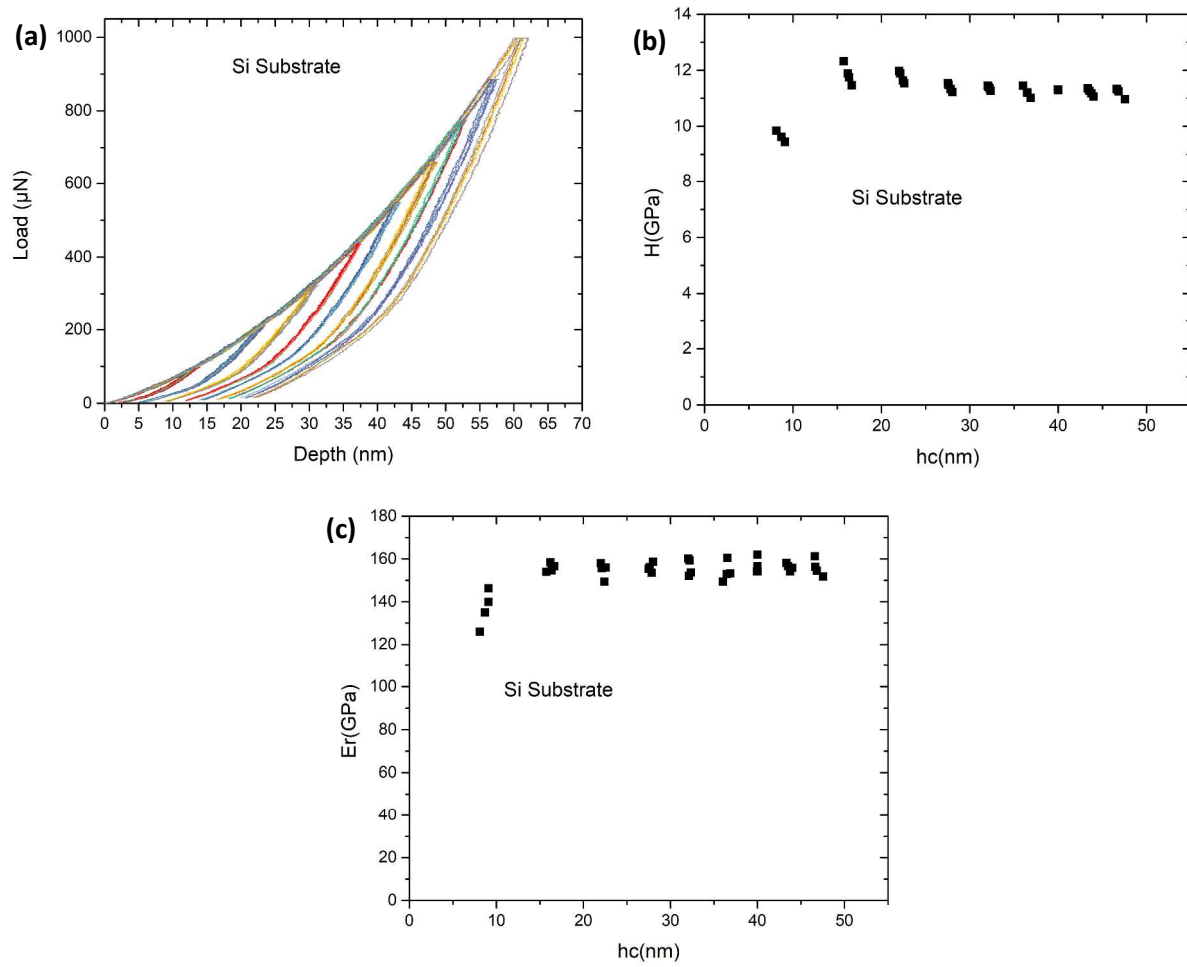 (a)
Si Substrate
Load (µN)
1000
800
600
400
200
0
0 5 10 15 20 25 30 35 40 45 50 55 60 65 70
Depth (nm)
(b)
H(GPa)
14
12
10
8
6
4
2
0
Si Substrate
0 10 20 30 40 50
hc(nm)
(c)
Er(GPa)
180
160
140
120
100
80
60
40
20
0
Si Substrate
0 10 20 30 40 50
hc(nm)